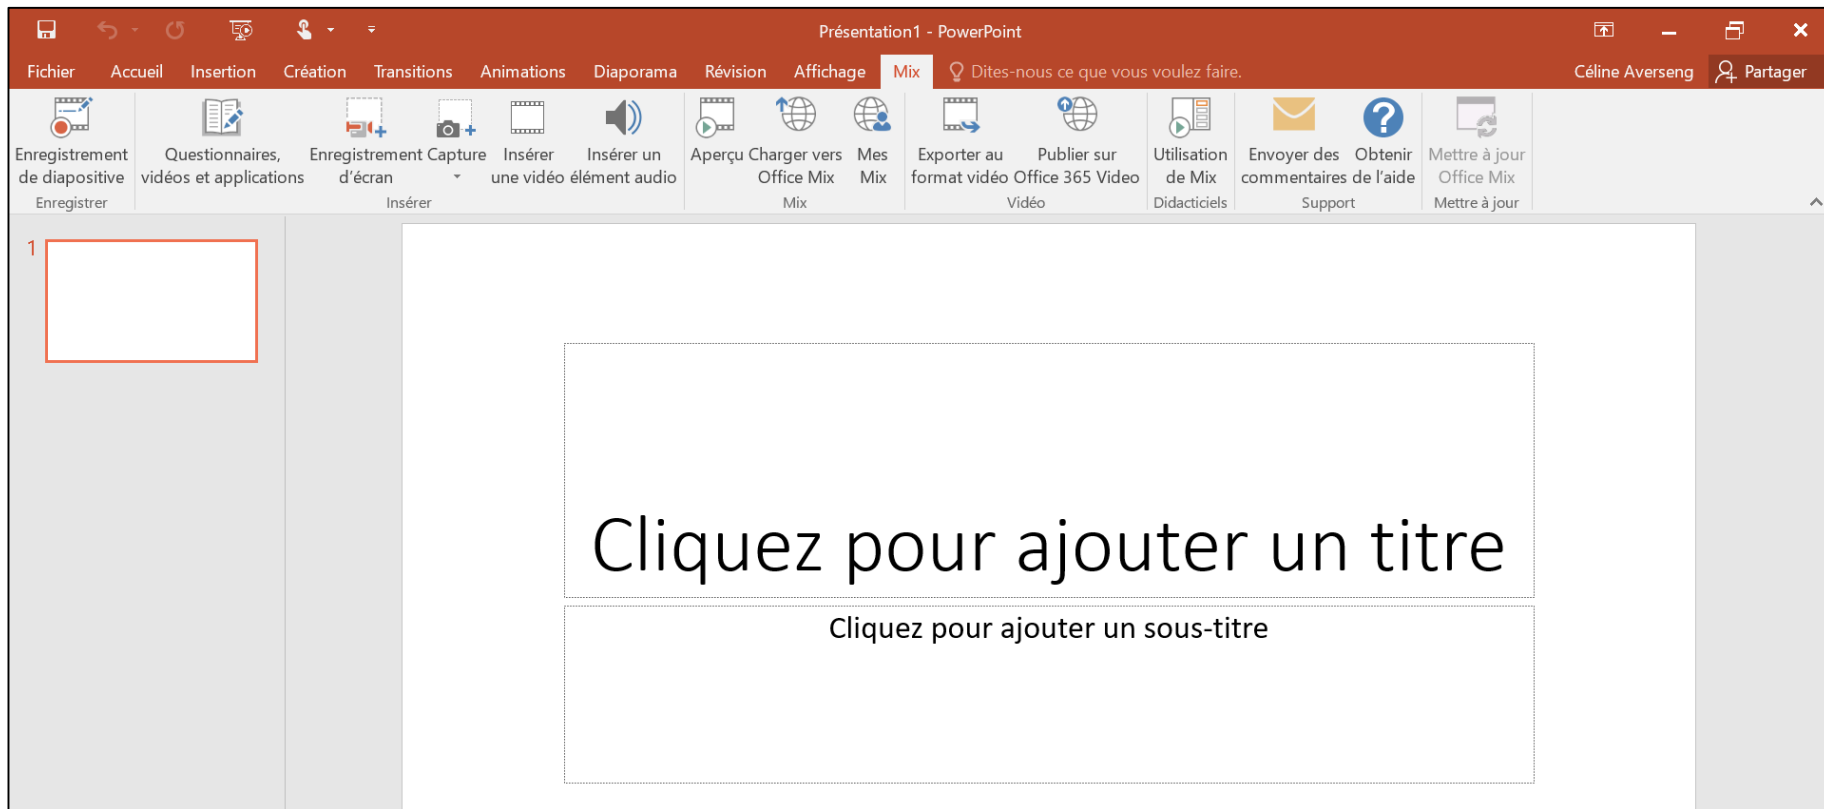 Présentation1 - PowerPoint
Fichier Accueil Insertion Création Transitions Animations Diaporama Révision Affichage Mix Dites-nous ce que vous voulez faire. Céline Averseng Partager
Enregistrement de diapositive
Questionnaires, vidéos et applications
Enregistrement d'écran
Capture
Insérer une vidéo
Insérer un élément audio
Aperçu
Charger vers Office Mix
Mes Mix
Exporter au format vidéo
Publier sur Office 365 Video
Utilisation de Mix
Envoyer des commentaires
Obtenir de l'aide
Mettre à jour Office Mix
Enregistrer Insérer Mix Vidéo Didacticiels Support Mettre à jour
1
Cliquez pour ajouter un titre
Cliquez pour ajouter un sous-titre